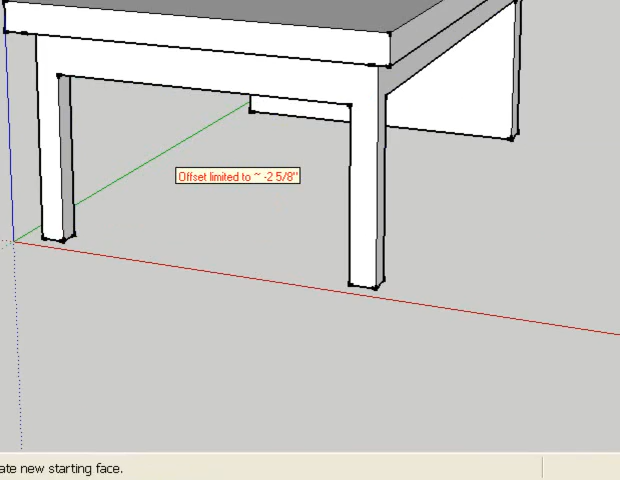 Offset limited to ~ -2 5/8"
ate new starting face.